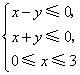 x − y ≤ 0,
x + y ≤ 0,
0 ≤ x ≤ 3